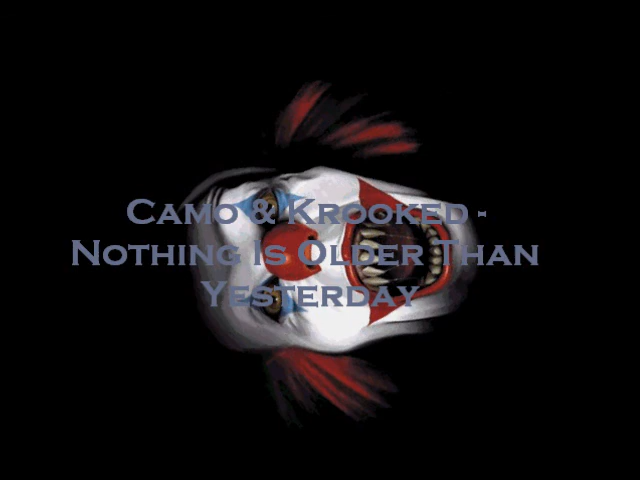 Camo & Krooked -
Nothing Is Older Than
Yesterday